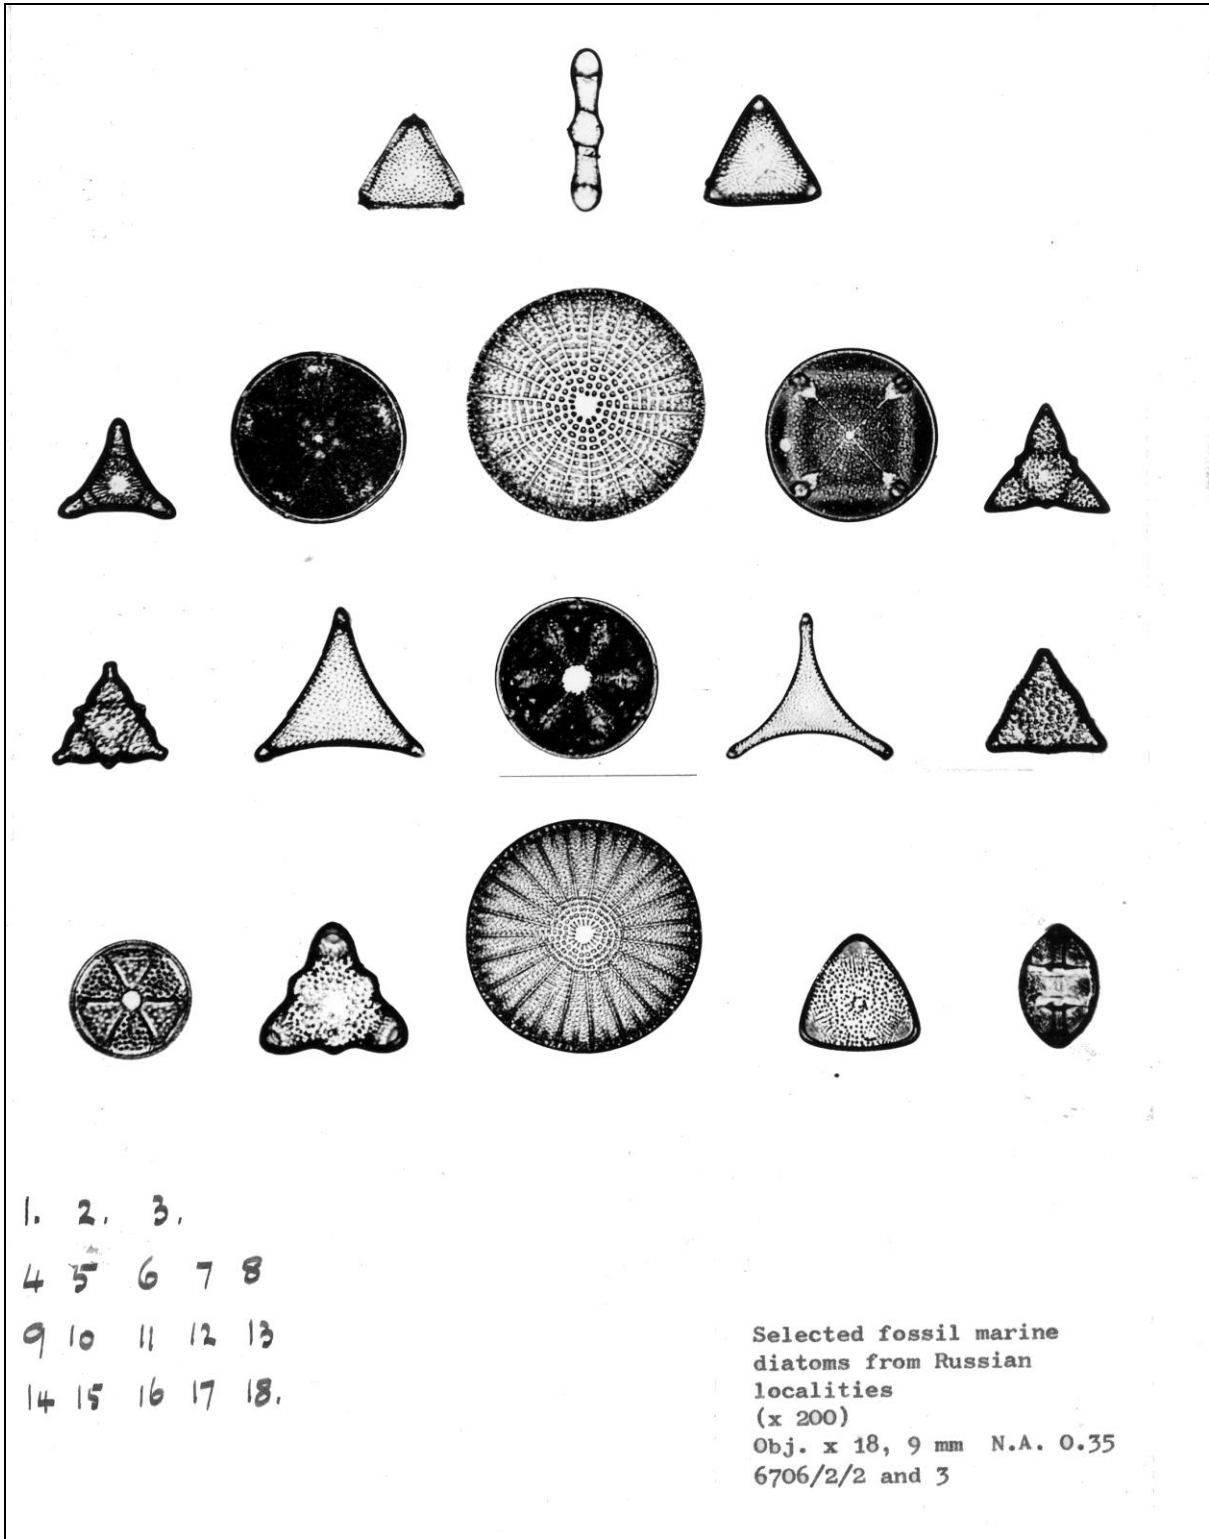 1. 2. 3.
4 5 6 7 8
9 10 11 12 13
14 15 16 17 18.
Selected fossil marine
diatoms from Russian
localities
(x 200)
Obj. x 18, 9 mm N.A. 0.35
6706/2/2 and 3